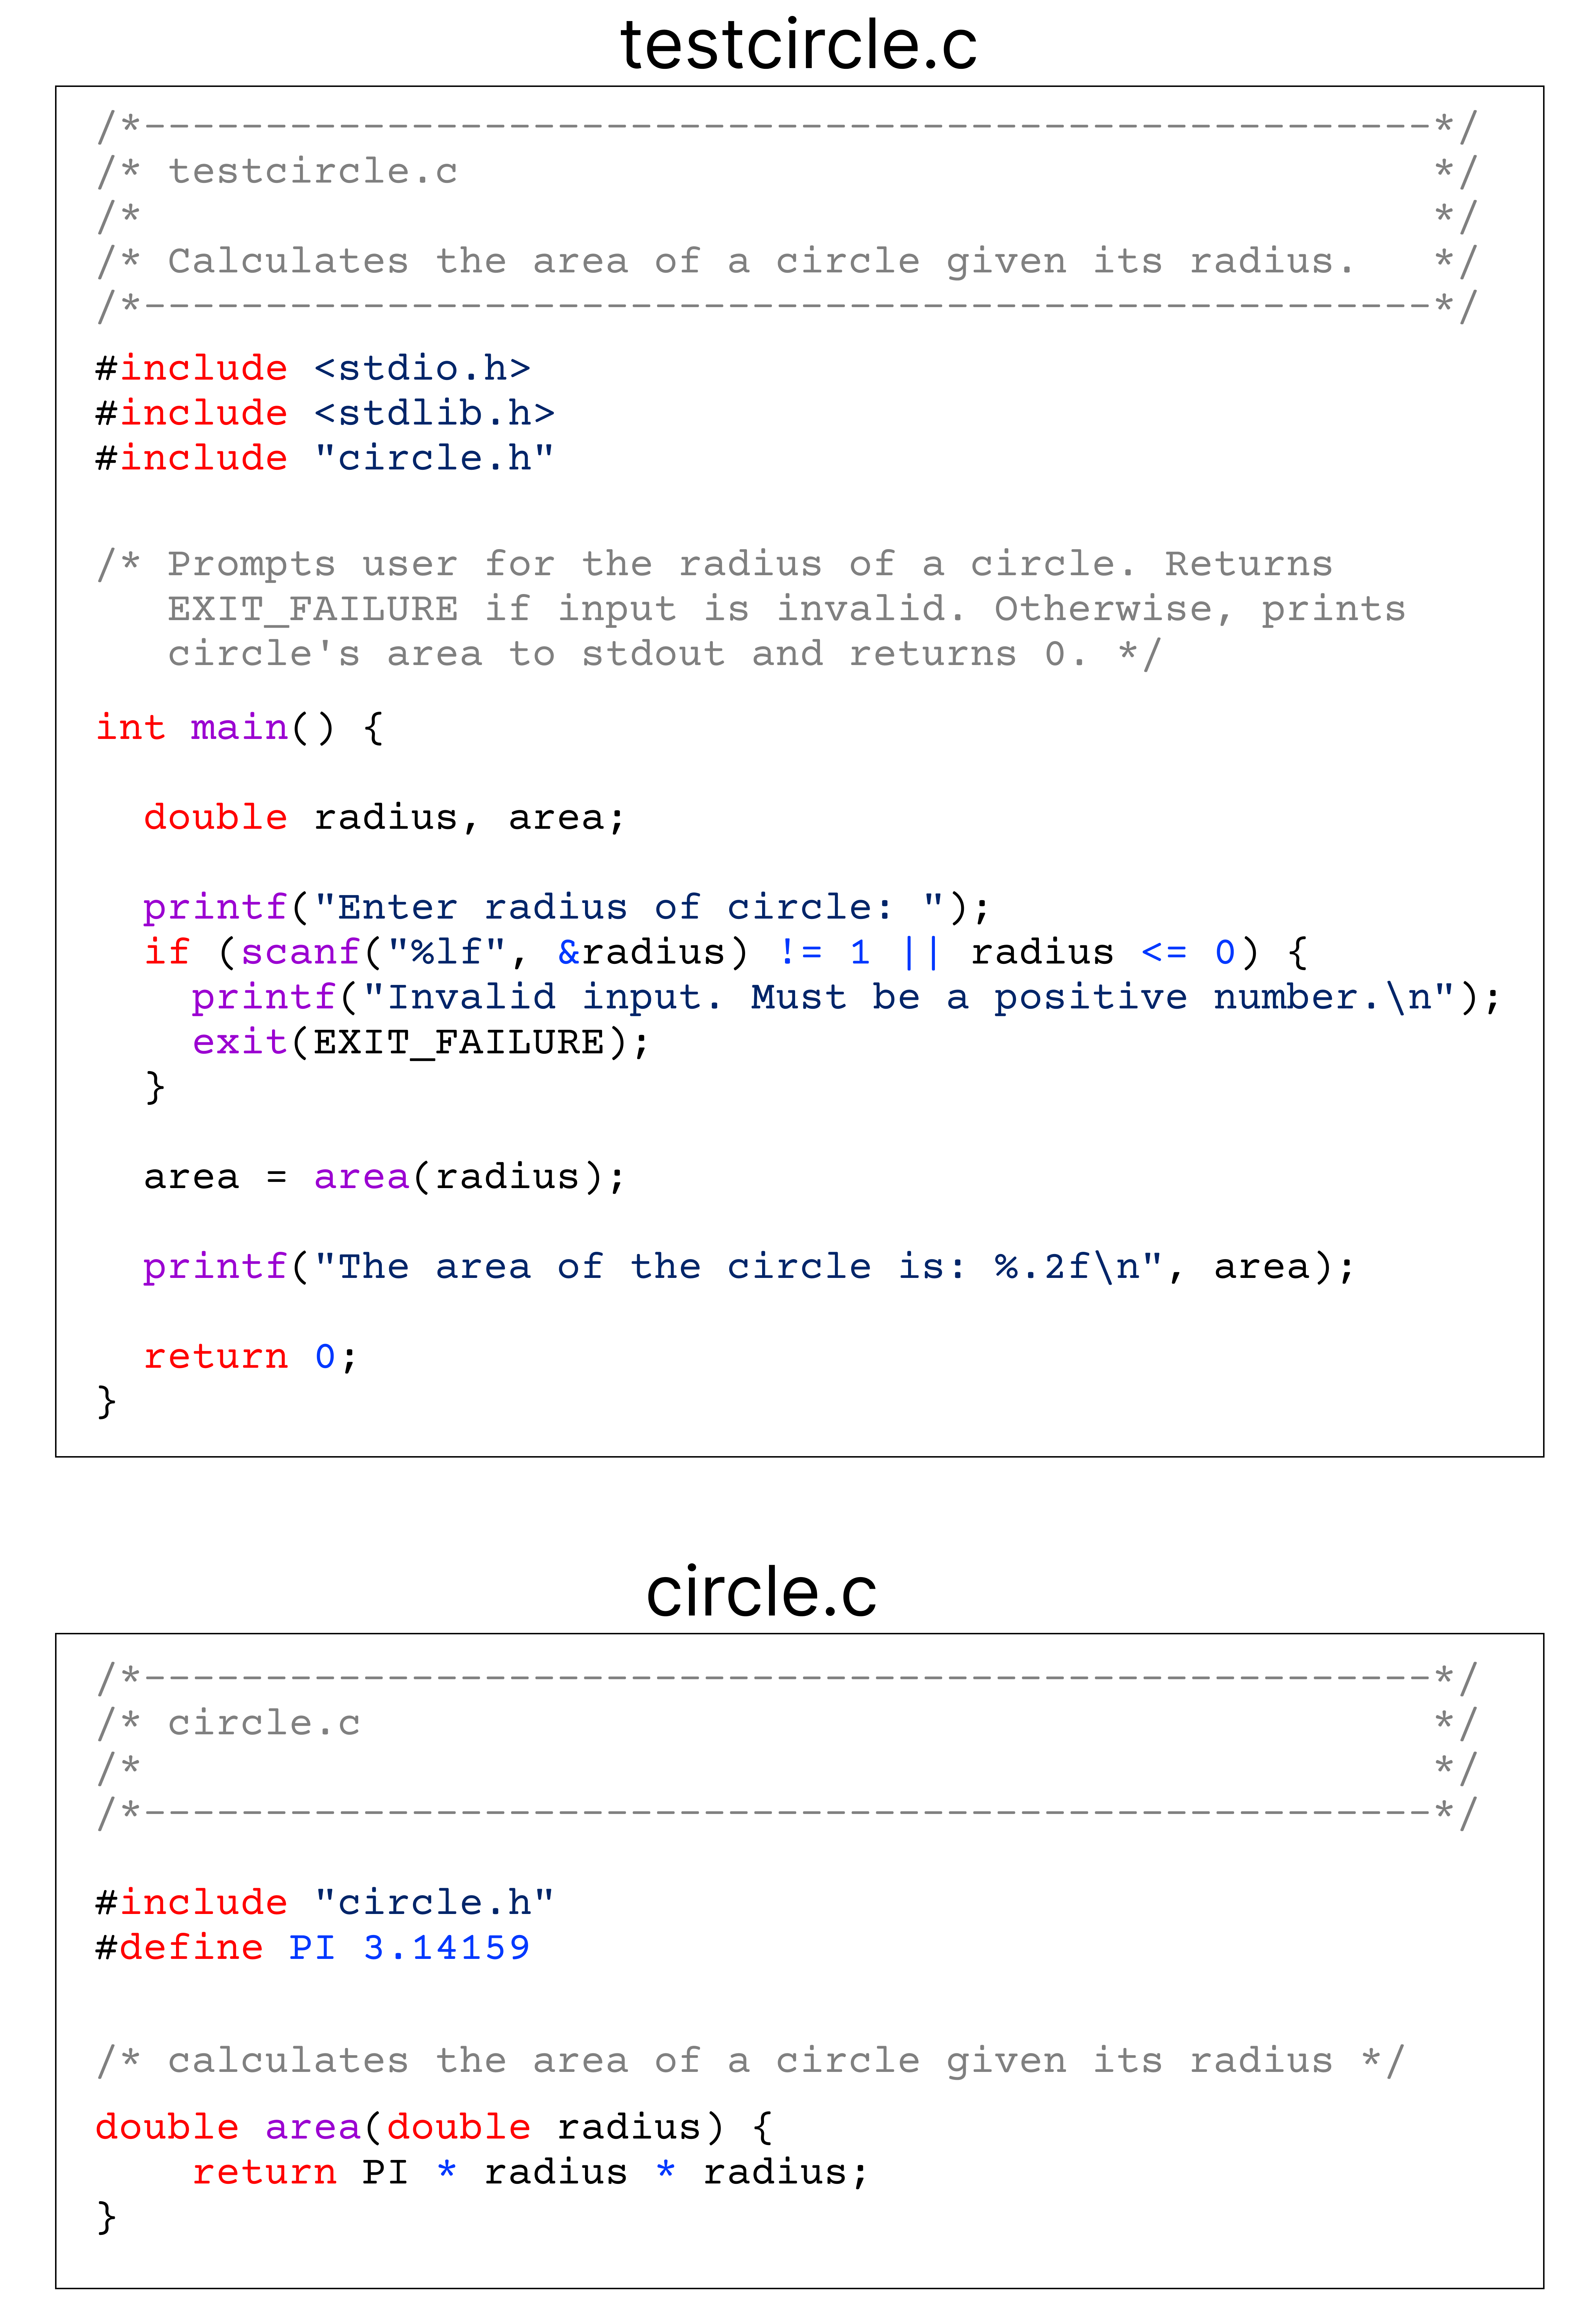 testcircle.c
/*-----------------------------------------------------*/
/* testcircle.c                                        */
/*                                                     */
/* Calculates the area of a circle given its radius.   */
/*-----------------------------------------------------*/
#include <stdio.h>
#include <stdlib.h>
#include "circle.h"
/* Prompts user for the radius of a circle. Returns
   EXIT_FAILURE if input is invalid. Otherwise, prints
   circle's area to stdout and returns 0. */
int main() {
  double radius, area;
  printf("Enter radius of circle: ");
  if (scanf("%lf", &radius) != 1 || radius <= 0) {
    printf("Invalid input. Must be a positive number.\n");
    exit(EXIT_FAILURE);
  }
  area = area(radius);
  printf("The area of the circle is: %.2f\n", area);
  return 0;
}
circle.c
/*-----------------------------------------------------*/
/* circle.c                                            */
/*                                                     */
/*-----------------------------------------------------*/
#include "circle.h"
#define PI 3.14159
/* calculates the area of a circle given its radius */
double area(double radius) {
    return PI * radius * radius;
}